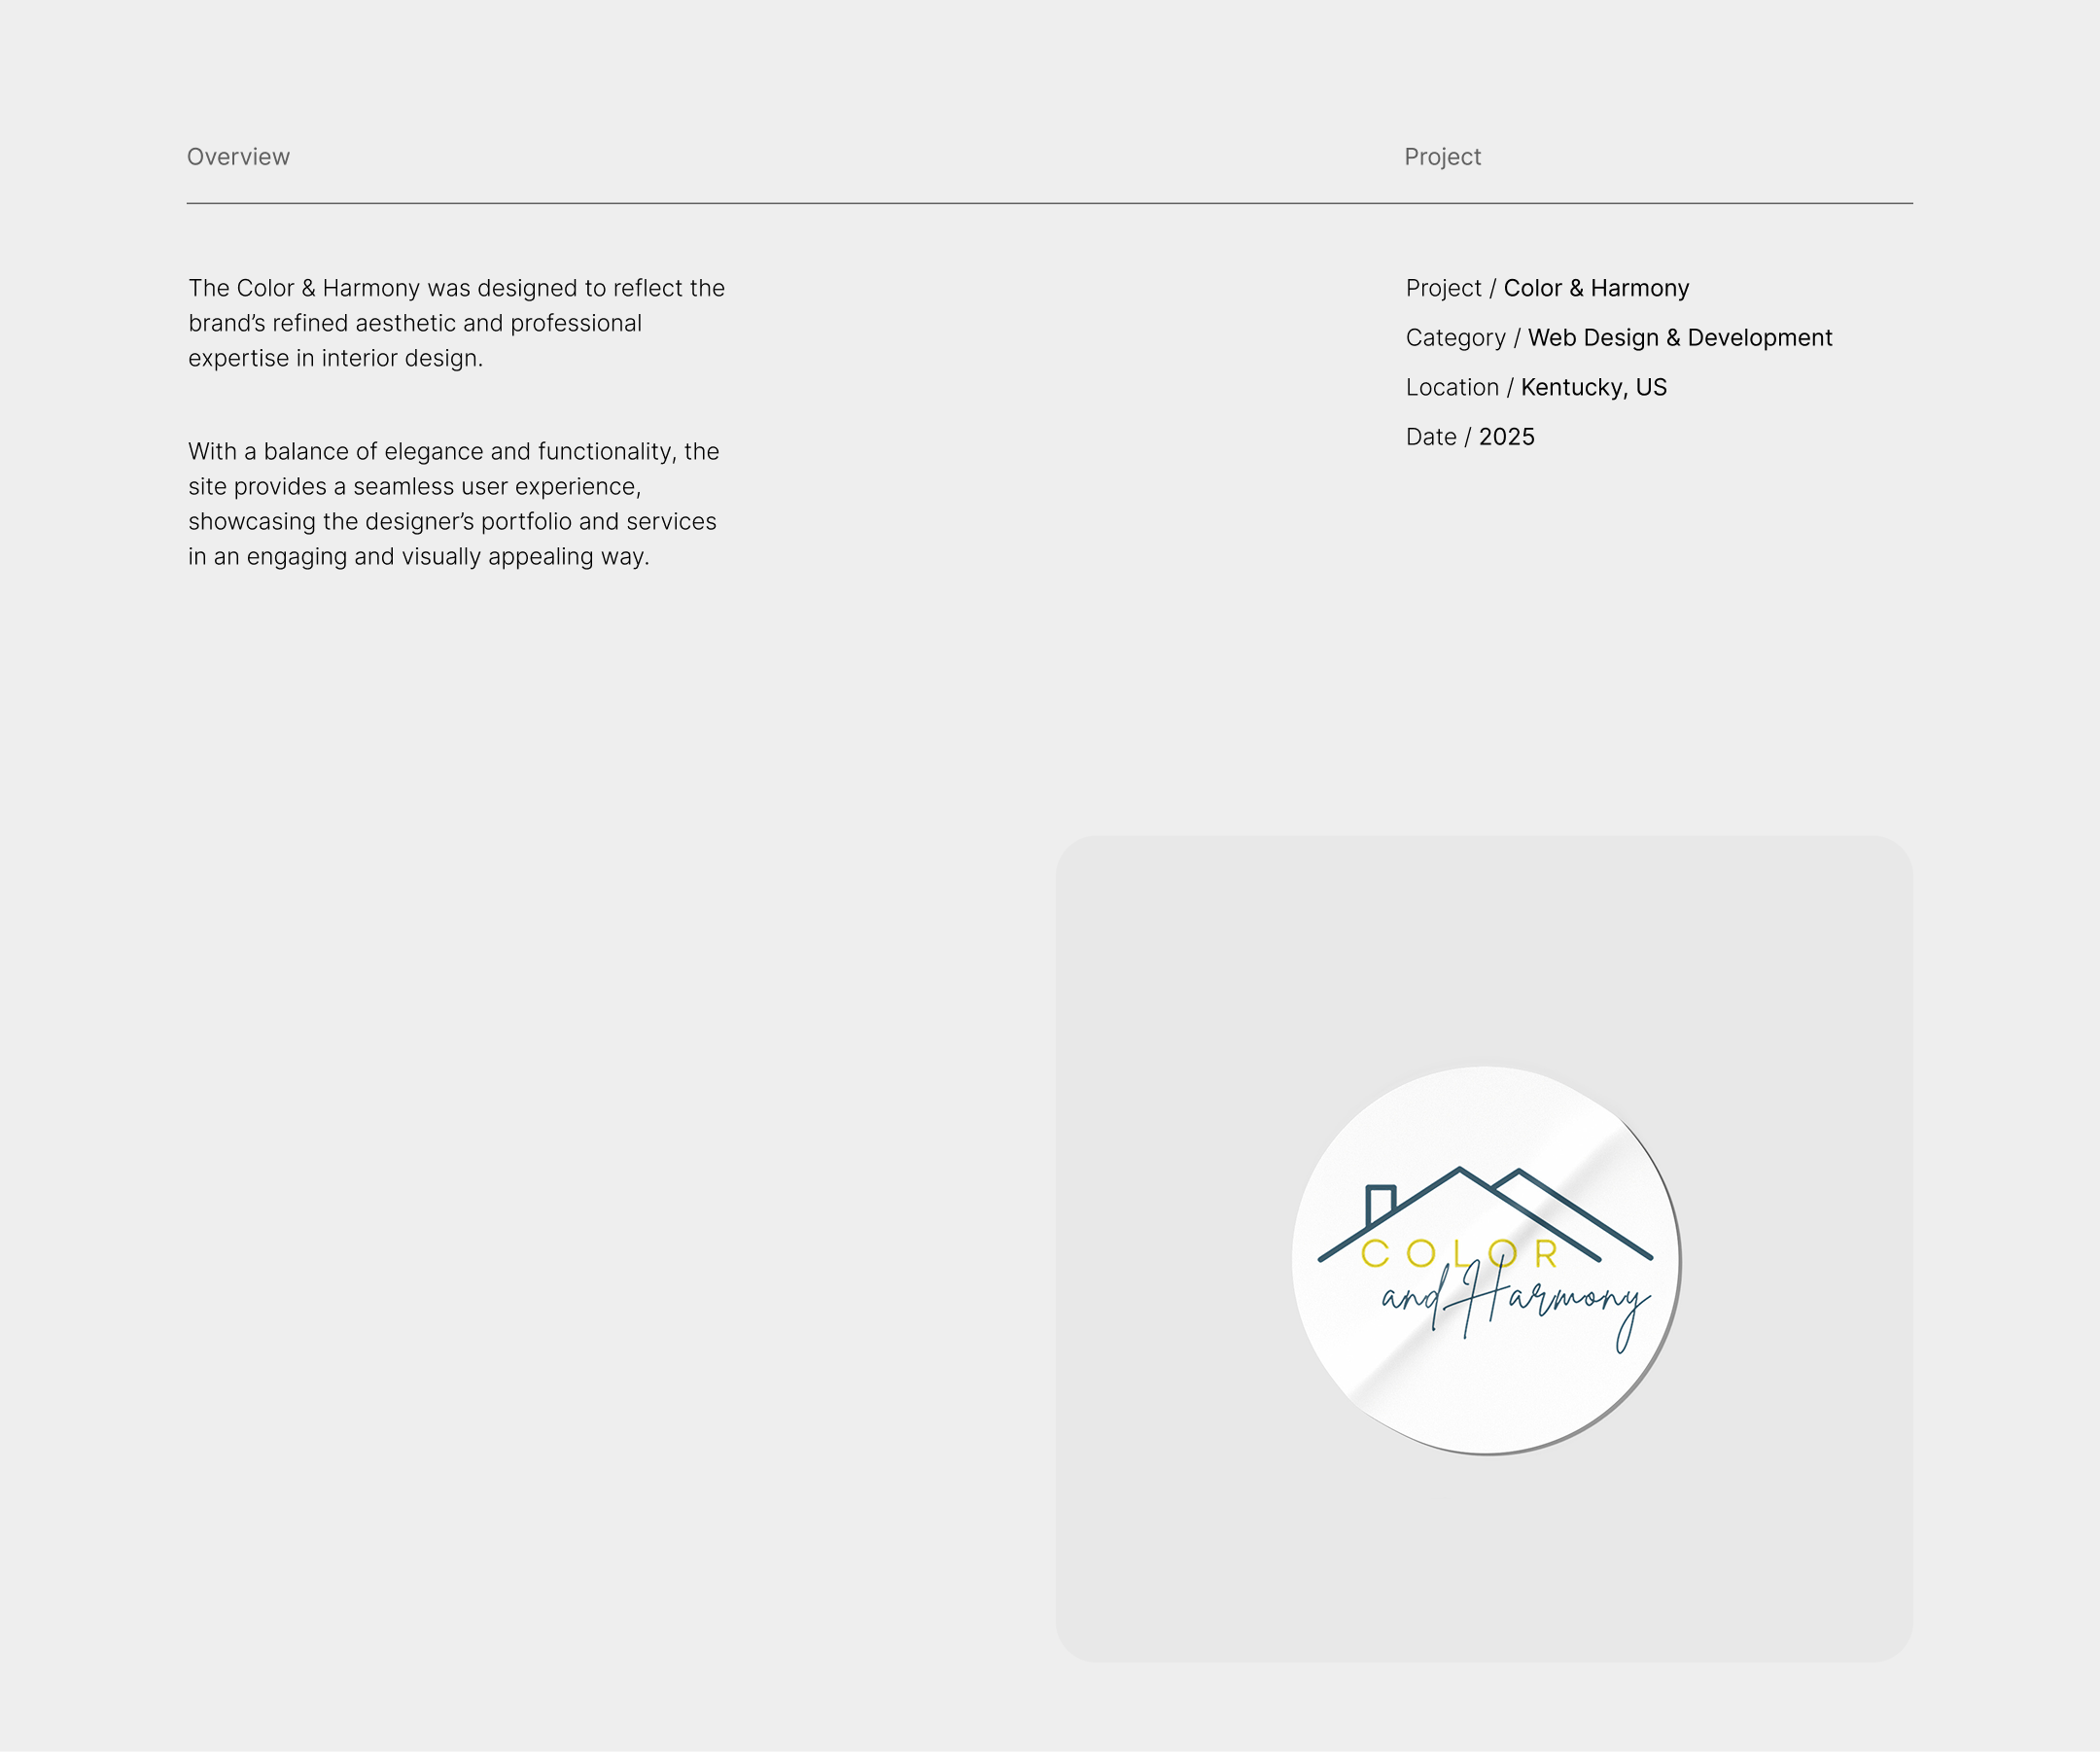 Overview
Project
The Color & Harmony was designed to reflect the
brand’s refined aesthetic and professional
expertise in interior design.
With a balance of elegance and functionality, the
site provides a seamless user experience,
showcasing the designer’s portfolio and services
in an engaging and visually appealing way.
Project / Color & Harmony
Category / Web Design & Development
Location / Kentucky, US
Date / 2025
COLOR
and Harmony